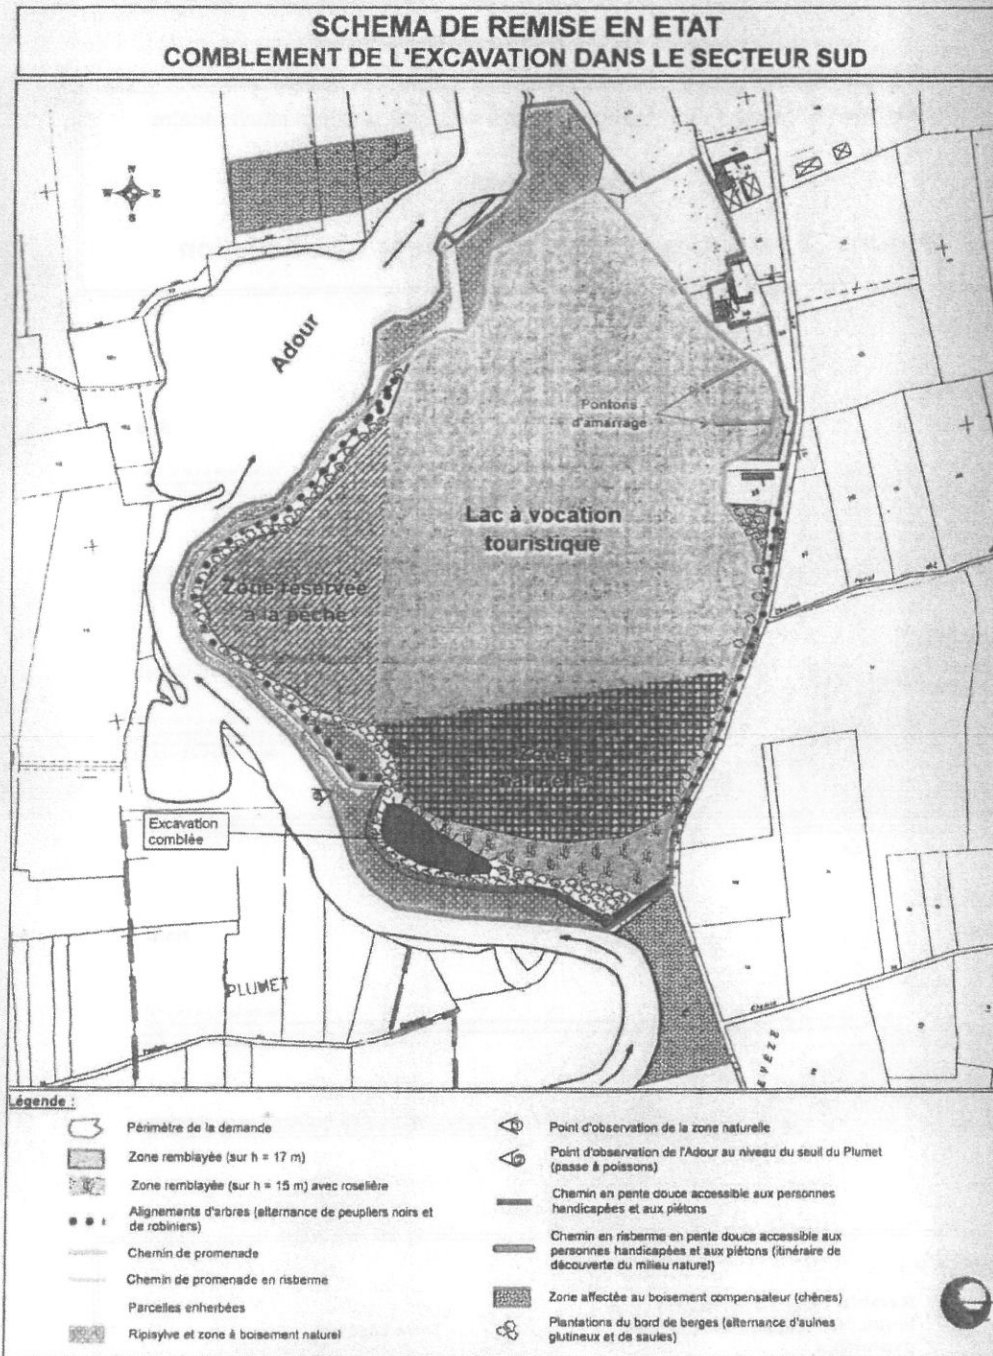 SCHEMA DE REMISE EN ETAT
COMBLEMENT DE L'EXCAVATION DANS LE SECTEUR SUD
N
W E
S
Adour
Pontons
d'amarrage
Lac à vocation
touristique
Zone réservée
à la pêche
Zone
naturelle
Excavation
comblée
PLUMET
Chemin
rural
Chemin
EVÈZE
Légende :
Périmètre de la demande
Zone remblayée (sur h = 17 m)
Zone remblayée (sur h = 15 m) avec roselière
Alignements d'arbres (alternance de peupliers noirs et
de robiniers)
Chemin de promenade
Chemin de promenade en risberme
Parcelles enherbées
Ripisylve et zone à boisement naturel
Point d'observation de la zone naturelle
Point d'observation de l'Adour au niveau du seuil du Plumet
(passe à poissons)
Chemin en pente douce accessible aux personnes
handicapées et aux piétons
Chemin en risberme en pente douce accessible aux
personnes handicapées et aux piétons (itinéraire de
découverte du milieu naturel)
Zone affectée au boisement compensateur (chênes)
Plantations du bord de berges (alternance d'aulnes
glutineux et de saules)